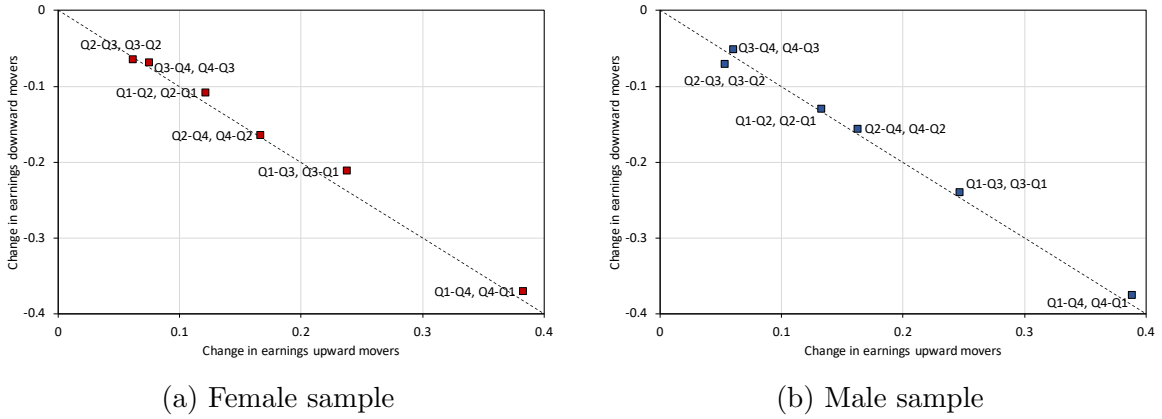 0
-0.1
-0.2
-0.3
-0.4
Change in earnings downward movers
Q2-Q3, Q3-Q2
Q3-Q4, Q4-Q3
Q1-Q2, Q2-Q1
Q2-Q4, Q4-Q2
Q1-Q3, Q3-Q1
Q1-Q4, Q4-Q1
0 0.1 0.2 0.3 0.4
Change in earnings upward movers
(a) Female sample
0
-0.1
-0.2
-0.3
-0.4
Change in earnings downward movers
Q3-Q4, Q4-Q3
Q2-Q3, Q3-Q2
Q1-Q2, Q2-Q1
Q2-Q4, Q4-Q2
Q1-Q3, Q3-Q1
Q1-Q4, Q4-Q1
0 0.1 0.2 0.3 0.4
Change in earnings upward movers
(b) Male sample